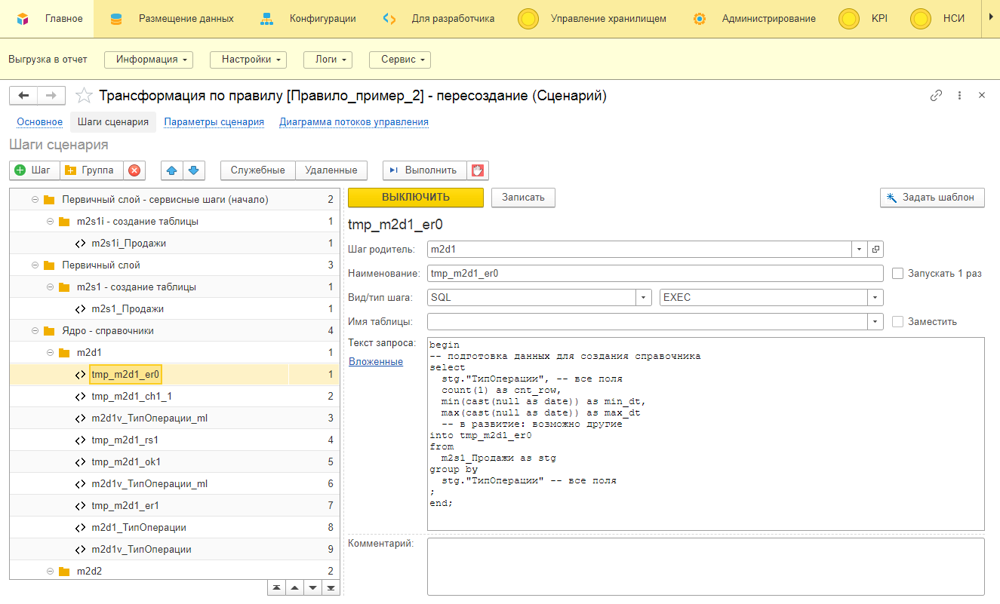 Главное Размещение данных Конфигурации Для разработчика Управление хранилищем Администрирование KPI НСИ
Выгрузка в отчет Информация Настройки Логи Сервис
Трансформация по правилу [Правило_пример_2] - пересоздание (Сценарий)
Основное Шаги сценария Параметры сценария Диаграмма потоков управления
Шаги сценария
Шаг Группа Служебные Удаленные Выполнить
Первичный слой - сервисные шаги (начало) 2
m2s1i - создание таблицы 1
m2s1i_Продажи 1
Первичный слой 3
m2s1 - создание таблицы 1
m2s1_Продажи 1
Ядро - справочники 4
m2d1 1
tmp_m2d1_er0 1
tmp_m2d1_ch1_1 2
m2d1v_ТипОперации_ml 3
tmp_m2d1_rs1 4
tmp_m2d1_ok1 5
m2d1v_ТипОперации_ml 6
tmp_m2d1_er1 7
m2d1_ТипОперации 8
m2d1v_ТипОперации 9
m2d2 2
ВЫКЛЮЧИТЬ Записать Задать шаблон
tmp_m2d1_er0
Шаг родитель: m2d1
Наименование: tmp_m2d1_er0 Запускать 1 раз
Вид/тип шага: SQL EXEC
Имя таблицы: Заместить
Текст запроса:
Вложенные
begin
-- подготовка данных для создания справочника
select
stg."ТипОперации", -- все поля
count(1) as cnt_row,
min(cast(null as date)) as min_dt,
max(cast(null as date)) as max_dt
-- в развитие: возможно другие
into tmp_m2d1_er0
from
m2s1_Продажи as stg
group by
stg."ТипОперации" -- все поля
;
end;
Комментарий: